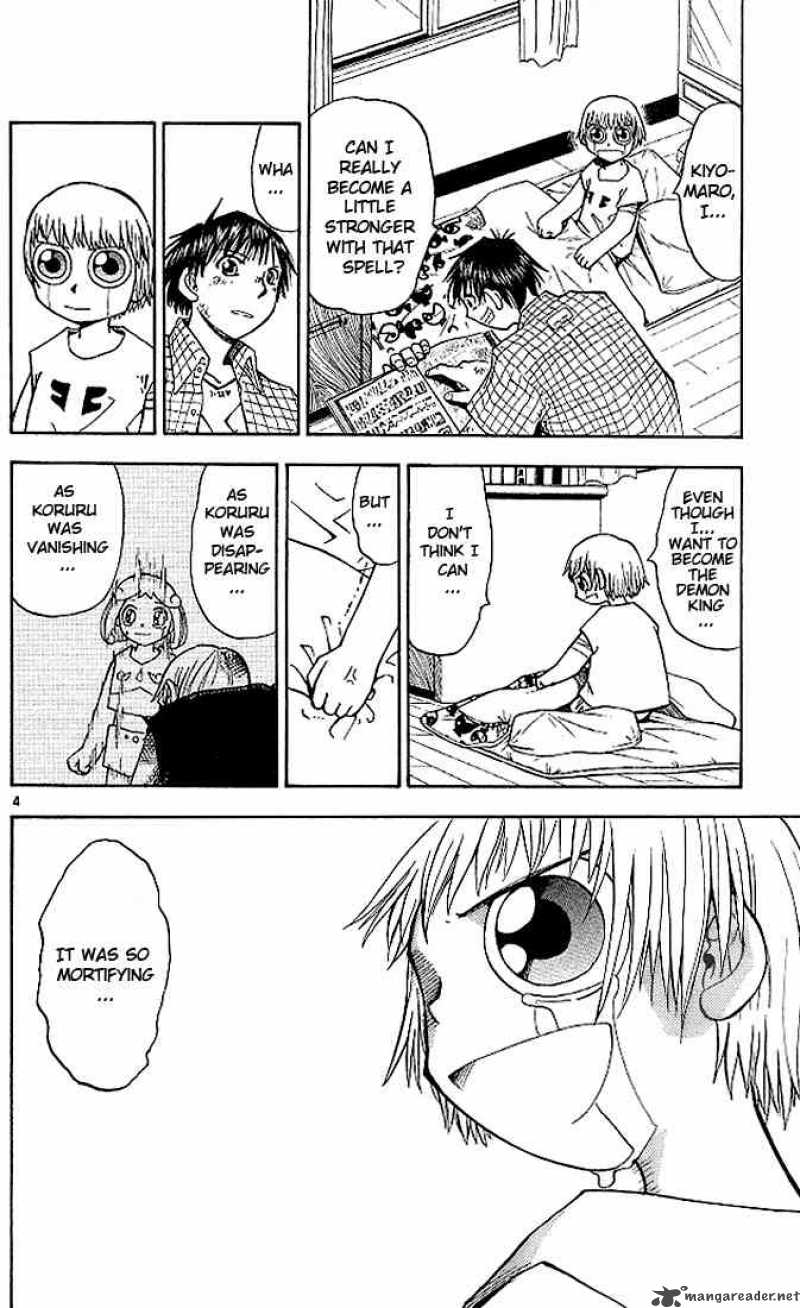 KIYO-
MARO,
I...
CAN I
REALLY
BECOME A
LITTLE
STRONGER
WITH THAT
SPELL?
WHA
...
EVEN
THOUGH
I...
WANT TO
BECOME
THE
DEMON
KING
...
I
DON'T
THINK I
CAN
...
BUT
...
AS
KORURU
WAS
DISAP-
PEARING
...
AS
KORURU
WAS
VANISHING
...
4
IT WAS SO
MORTIFYING
...
mangareader.net